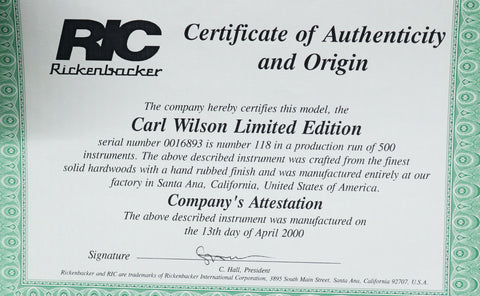 RIC
Rickenbacker
Certificate of Authenticity
and Origin
The company hereby certifies this model, the
Carl Wilson Limited Edition
serial number 0016893 is number 118 in a production run of 500
instruments. The above described instrument was crafted from the finest
solid hardwoods with a hand rubbed finish and was manufactured entirely at our
factory in Santa Ana, California, United States of America.
Company's Attestation
The above described instrument was manufactured on
the 13th day of April 2000
Signature
C. Hall, President
Rickenbacker and RIC are trademarks of Rickenbacker International Corporation, 3895 South Main Street, Santa Ana, California 92707, U.S.A.